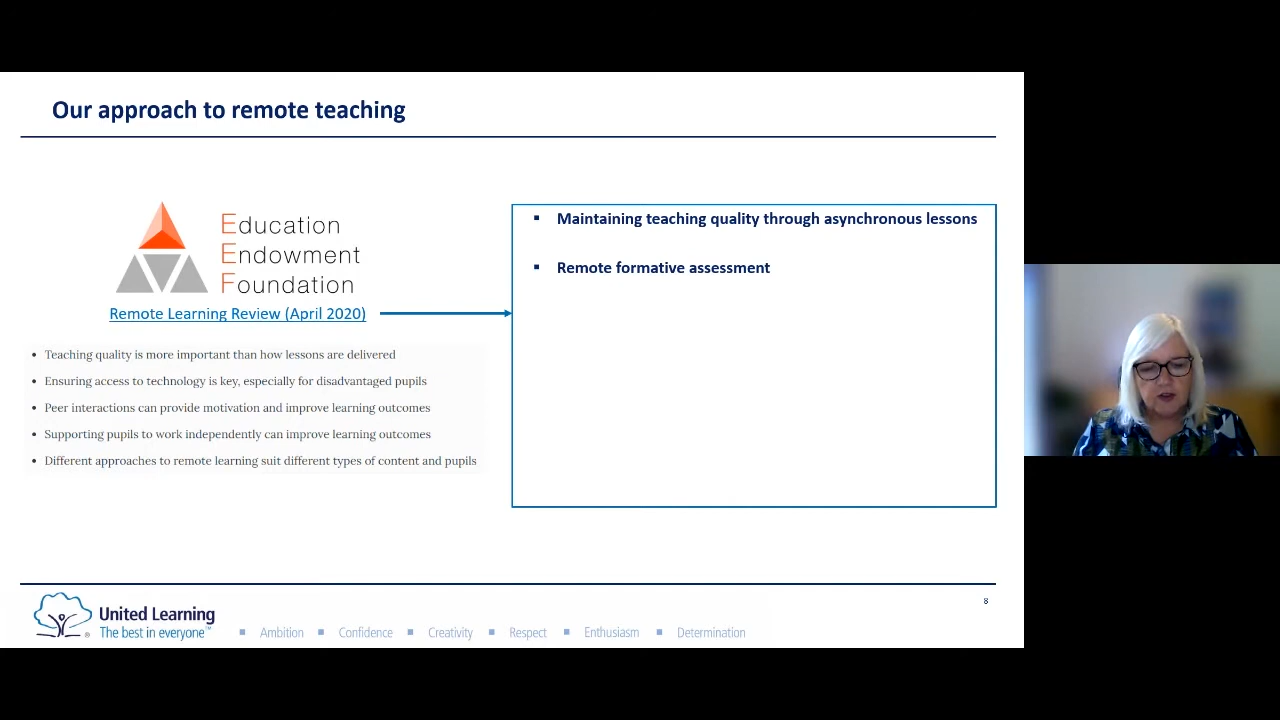 Our approach to remote teaching
Education
Endowment
Foundation
Remote Learning Review (April 2020)
• Teaching quality is more important than how lessons are delivered
• Ensuring access to technology is key, especially for disadvantaged pupils
• Peer interactions can provide motivation and improve learning outcomes
• Supporting pupils to work independently can improve learning outcomes
• Different approaches to remote learning suit different types of content and pupils
▪ Maintaining teaching quality through asynchronous lessons
▪ Remote formative assessment
8
United Learning
The best in everyone™
®
▪ Ambition ▪ Confidence ▪ Creativity ▪ Respect ▪ Enthusiasm ▪ Determination